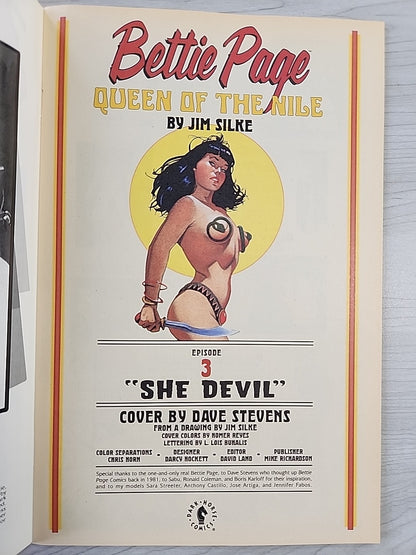 Bettie Page™
QUEEN OF THE NILE
BY JIM SILKE
EPISODE
3
"SHE DEVIL"
COVER BY DAVE STEVENS
FROM A DRAWING BY JIM SILKE
COVER COLORS BY HOMER REYES
LETTERING BY L. LOIS BUHALIS
COLOR SEPARATIONS - DESIGNER - EDITOR - PUBLISHER
CHRIS HORN DARCY HOCKETT DAVID LAND MIKE RICHARDSON
Special thanks to the one-and-only real Bettie Page, to Dave Stevens who thought up Bettie
Page Comics back in 1981, to Sabu, Ronald Coleman, and Boris Karloff for their inspiration,
and to my models Sara Streeter, Anthony Castillo, Jose Artiga, and Jennifer Fabos.
DARK HORSE
COMICS